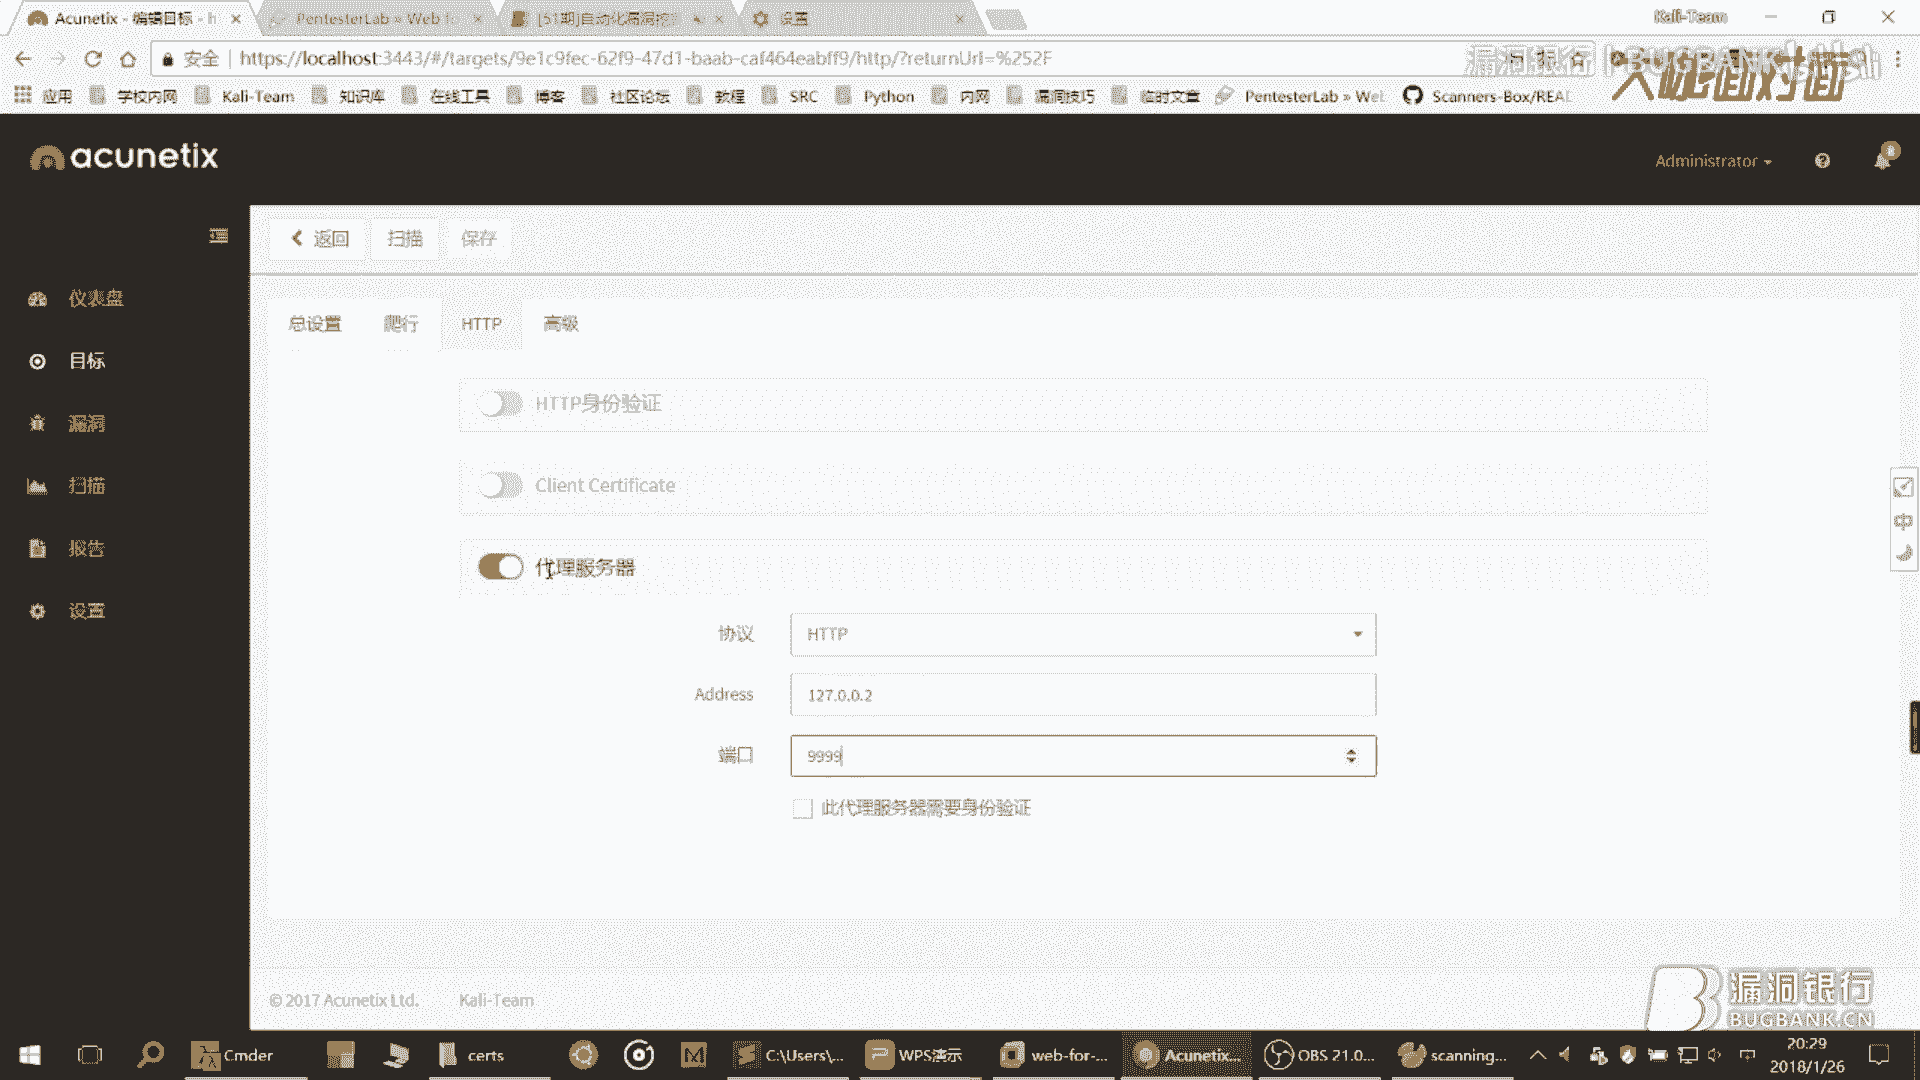 Acunetix - 编辑目标 - h
PentesterLab » Web fo
[51期]自动化漏洞挖掘
设置
Kali-Team
安全
https://localhost:3443/#/targets/9e1c9fec-62f9-47d1-baab-caf464eabff9/http/?returnUrl=%252F
漏洞银行 | BUGBANK
大咖面对面
应用
学校内网
Kali-Team
知识库
在线工具
博客
社区论坛
教程
SRC
Python
内网
漏洞技巧
临时文章
PentesterLab » Web
Scanners-Box/READ
acunetix
Administrator
返回
扫描
保存
仪表盘
目标
漏洞
扫描
报告
设置
总设置
爬行
HTTP
高级
HTTP身份验证
Client Certificate
代理服务器
协议
HTTP
Address
127.0.0.2
端口
9999
此代理服务器需要身份验证
© 2017 Acunetix Ltd.
Kali-Team
漏洞银行
BUGBANK.CN
Cmder
certs
C:\Users\...
WPS演示
web-for-...
Acunetix...
OBS 21.0...
scanning...
中
20:29
2018/1/26